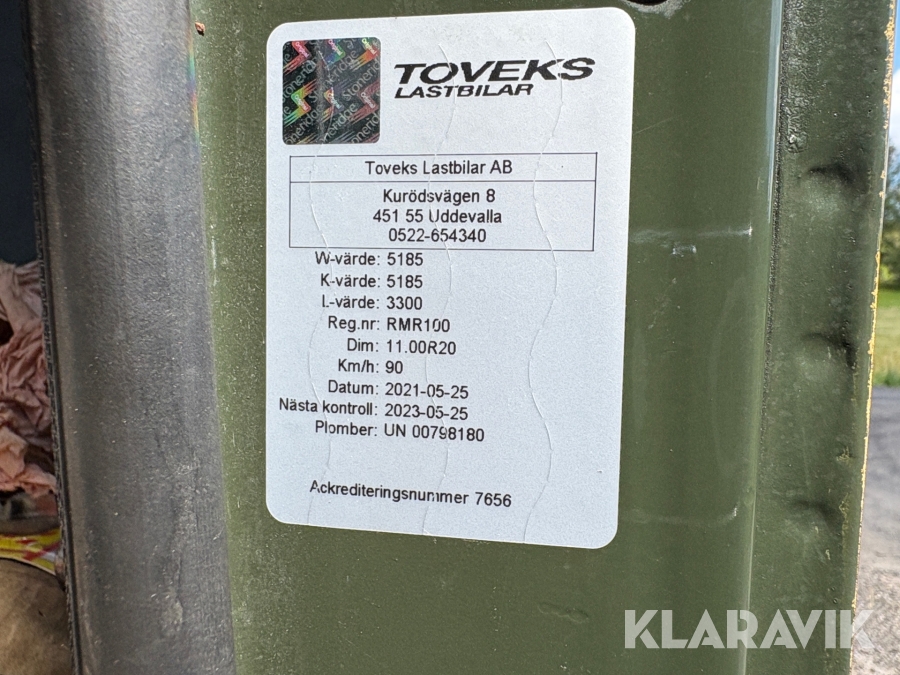 TOVEKS
LASTBILAR
Stoneridge
Toveks Lastbilar AB
Kurödsvägen 8
451 55 Uddevalla
0522-654340
W-värde: 5185
K-värde: 5185
L-värde: 3300
Reg.nr: RMR100
Dim: 11.00R20
Km/h: 90
Datum: 2021-05-25
Nästa kontroll: 2023-05-25
Plomber: UN 00798180
Ackrediteringsnummer 7656
KLARAVIK